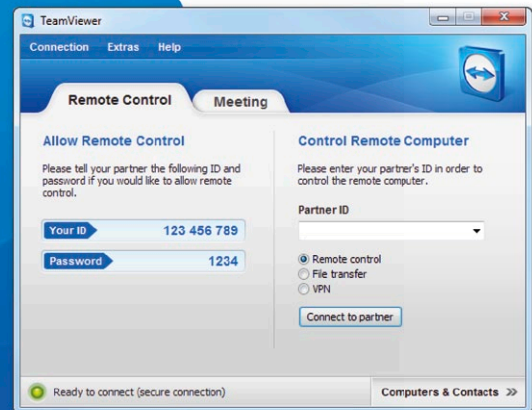 TeamViewer
Connection Extras Help
Remote Control Meeting
Allow Remote Control
Please tell your partner the following ID and
password if you would like to allow remote
control.
Your ID 123 456 789
Password 1234
Control Remote Computer
Please enter your partner's ID in order to
control the remote computer.
Partner ID
Remote control
File transfer
VPN
Connect to partner
Ready to connect (secure connection)
Computers & Contacts